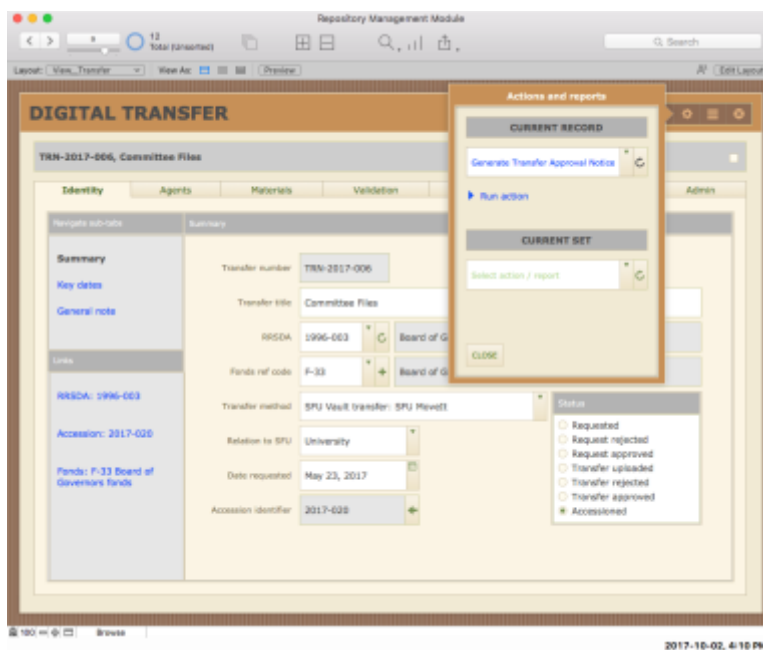 Repository Management Module
12
Total (Unsorted)
Search
Layout: View_Transfer
View As:
Preview
Edit Layout
DIGITAL TRANSFER
Actions and reports
CURRENT RECORD
Generate Transfer Approval Notice
Run action
CURRENT SET
Select action / report
CLOSE
TRN-2017-006, Committee Files
Identity
Agents
Materials
Validation
Admin
Navigate sub-tabs
Summary
Summary
Key dates
General note
Links
RRSDA: 1996-003
Accession: 2017-020
Fonds: F-33 Board of
Governors fonds
Transfer number
TRN-2017-006
Transfer title
Committee Files
RRSDA
1996-003
Board of G
Fonds ref code
F-33
Board of G
Transfer method
SFU Vault transfer: SFU Mewett
Relation to SFU
University
Date requested
May 23, 2017
Accession identifier
2017-020
Status
Requested
Request rejected
Request approved
Transfer uploaded
Transfer rejected
Transfer approved
Accessioned
100
Browse
2017-10-02, 4:10 PM